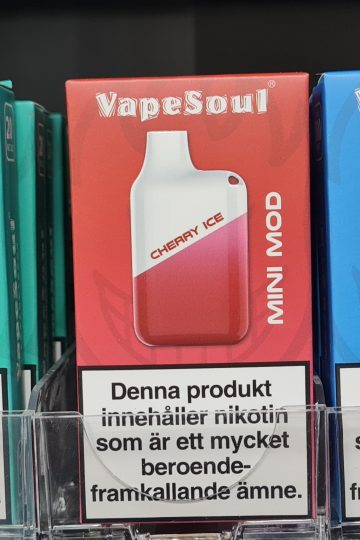 VapeSoul®
CHERRY ICE
MINI MOD
Denna produkt
innehåller nikotin
som är ett mycket
beroende-
framkallande ämne.